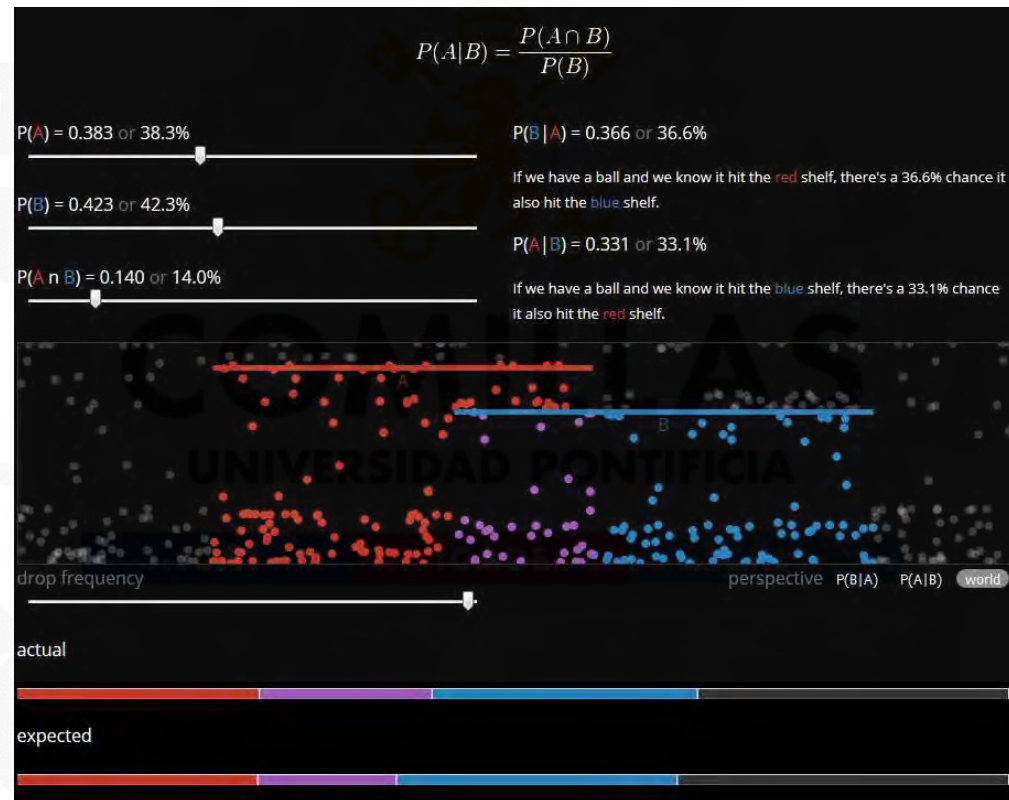 P(A|B) = P(A ∩ B) / P(B)
P(A) = 0.383 or 38.3%
P(B) = 0.423 or 42.3%
P(A n B) = 0.140 or 14.0%
P(B|A) = 0.366 or 36.6%
If we have a ball and we know it hit the red shelf, there's a 36.6% chance it
also hit the blue shelf.
P(A|B) = 0.331 or 33.1%
If we have a ball and we know it hit the blue shelf, there's a 33.1% chance
it also hit the red shelf.
A
B
COMILLAS
UNIVERSIDAD PONTIFICIA
drop frequency
perspective P(B|A) P(A|B) world
actual
expected